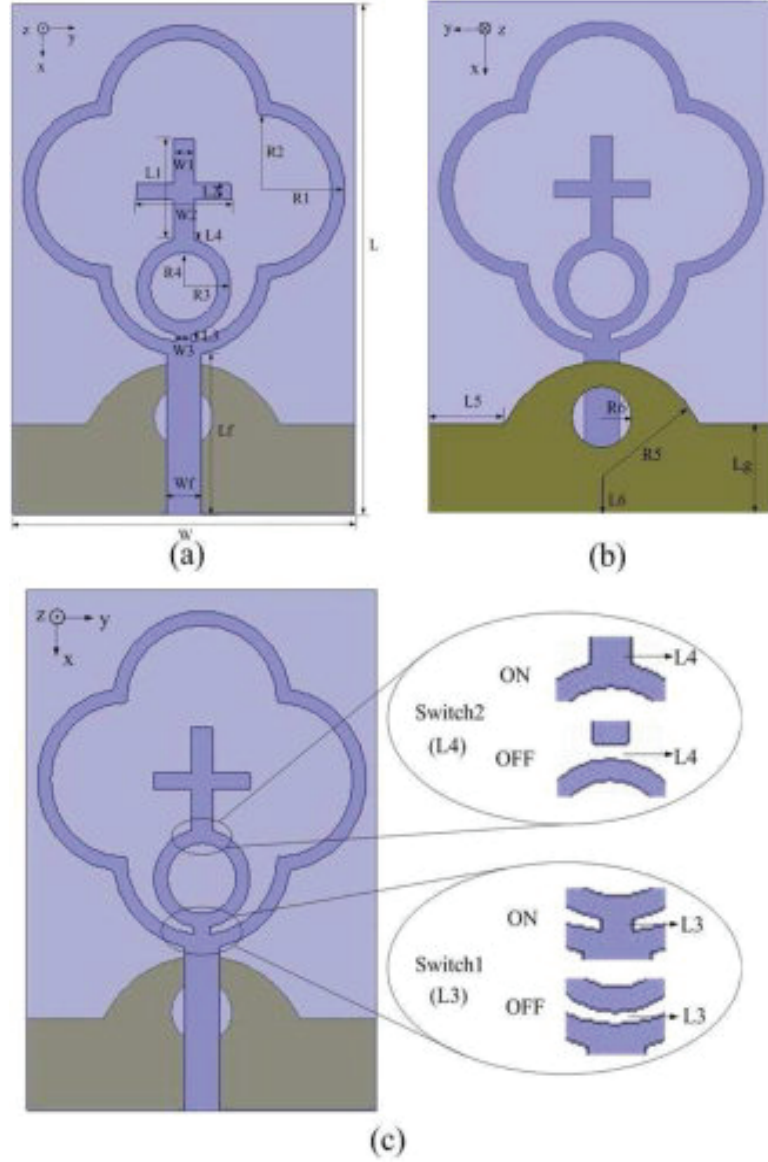 z
y
x
L1
W1
L2
W2
R2
R1
L4
R4
R3
L3
W3
Lf
Wf
W
L
(a)
y
z
x
L5
R6
R5
L6
Lg
(b)
z
y
x
ON
L4
Switch2
(L4)
OFF
L4
ON
L3
Switch1
(L3)
OFF
L3
(c)